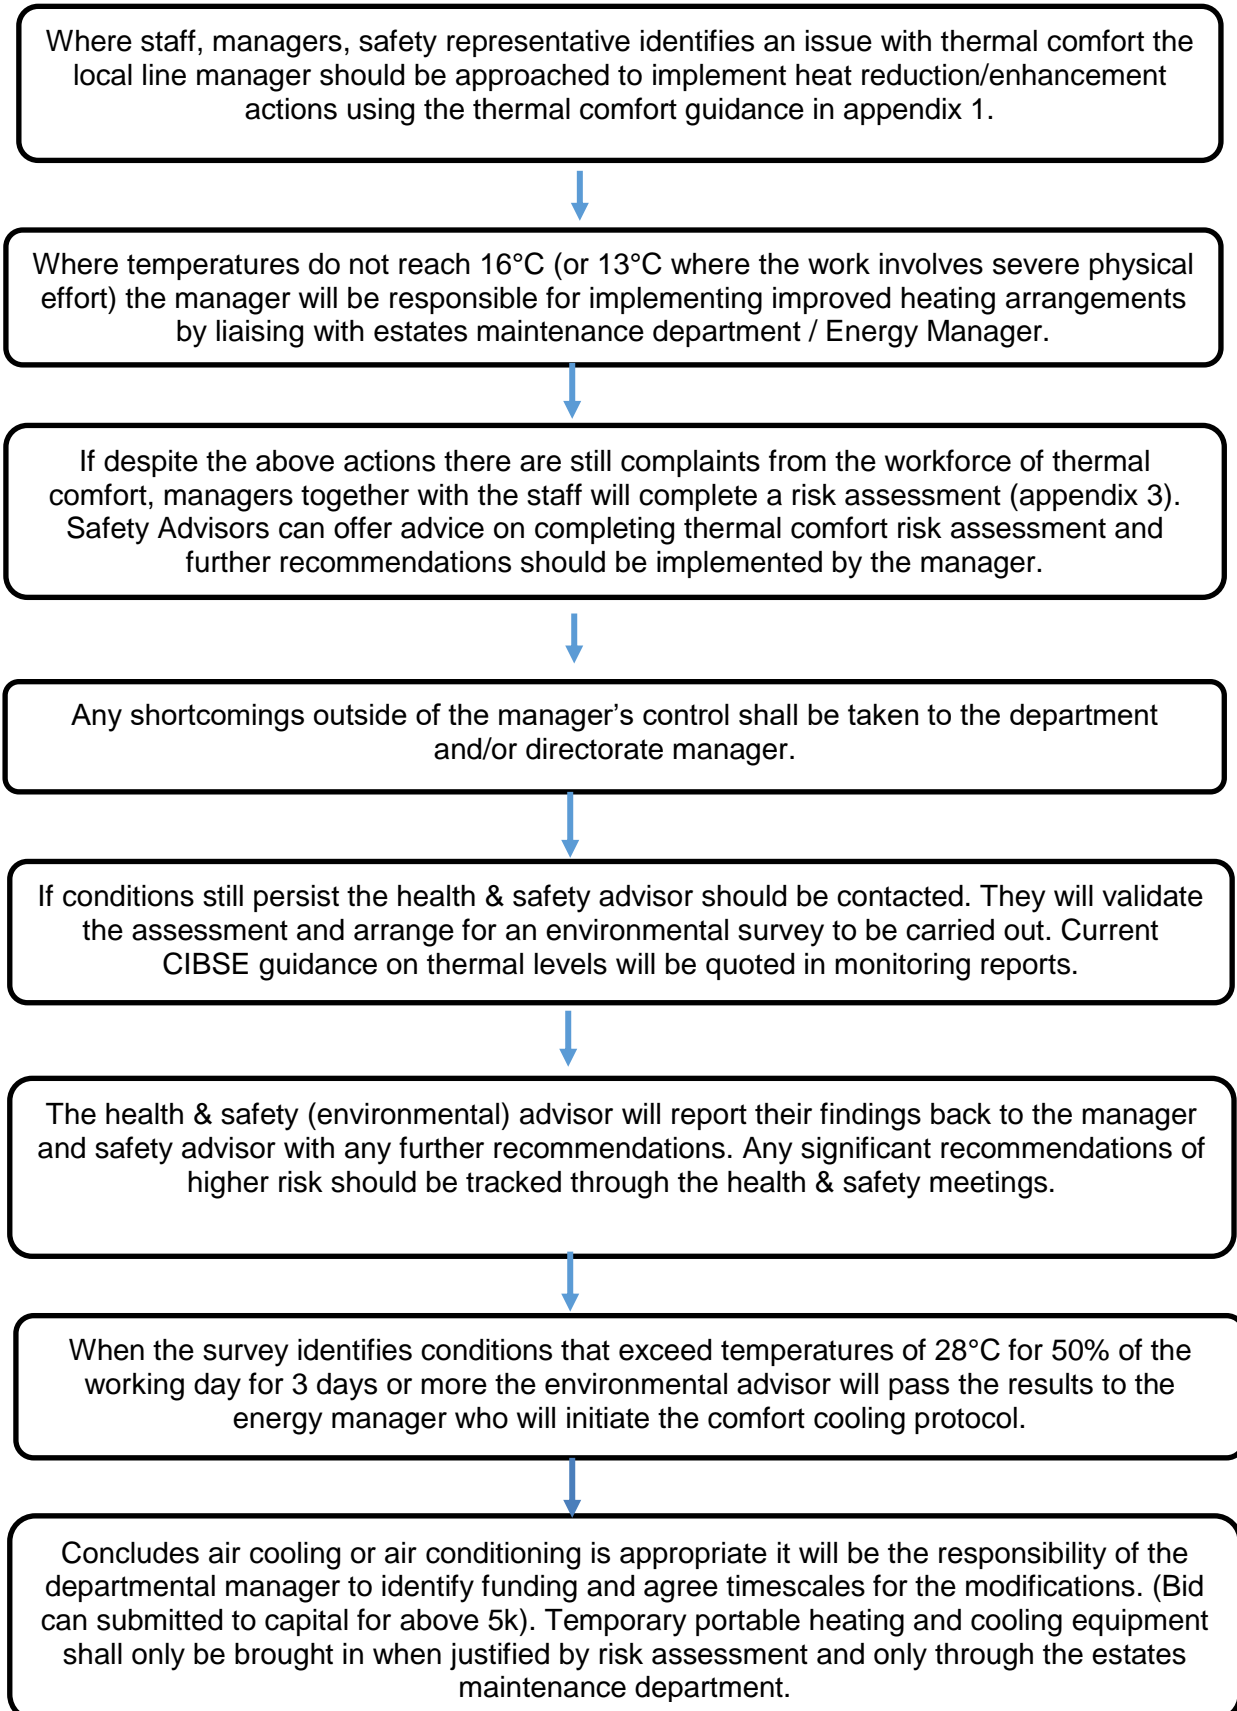 Where staff, managers, safety representative identifies an issue with thermal comfort the
local line manager should be approached to implement heat reduction/enhancement
actions using the thermal comfort guidance in appendix 1.
Where temperatures do not reach 16°C (or 13°C where the work involves severe physical
effort) the manager will be responsible for implementing improved heating arrangements
by liaising with estates maintenance department / Energy Manager.
If despite the above actions there are still complaints from the workforce of thermal
comfort, managers together with the staff will complete a risk assessment (appendix 3).
Safety Advisors can offer advice on completing thermal comfort risk assessment and
further recommendations should be implemented by the manager.
Any shortcomings outside of the manager’s control shall be taken to the department
and/or directorate manager.
If conditions still persist the health & safety advisor should be contacted. They will validate
the assessment and arrange for an environmental survey to be carried out. Current
CIBSE guidance on thermal levels will be quoted in monitoring reports.
The health & safety (environmental) advisor will report their findings back to the manager
and safety advisor with any further recommendations. Any significant recommendations of
higher risk should be tracked through the health & safety meetings.
When the survey identifies conditions that exceed temperatures of 28°C for 50% of the
working day for 3 days or more the environmental advisor will pass the results to the
energy manager who will initiate the comfort cooling protocol.
Concludes air cooling or air conditioning is appropriate it will be the responsibility of the
departmental manager to identify funding and agree timescales for the modifications. (Bid
can submitted to capital for above 5k). Temporary portable heating and cooling equipment
shall only be brought in when justified by risk assessment and only through the estates
maintenance department.